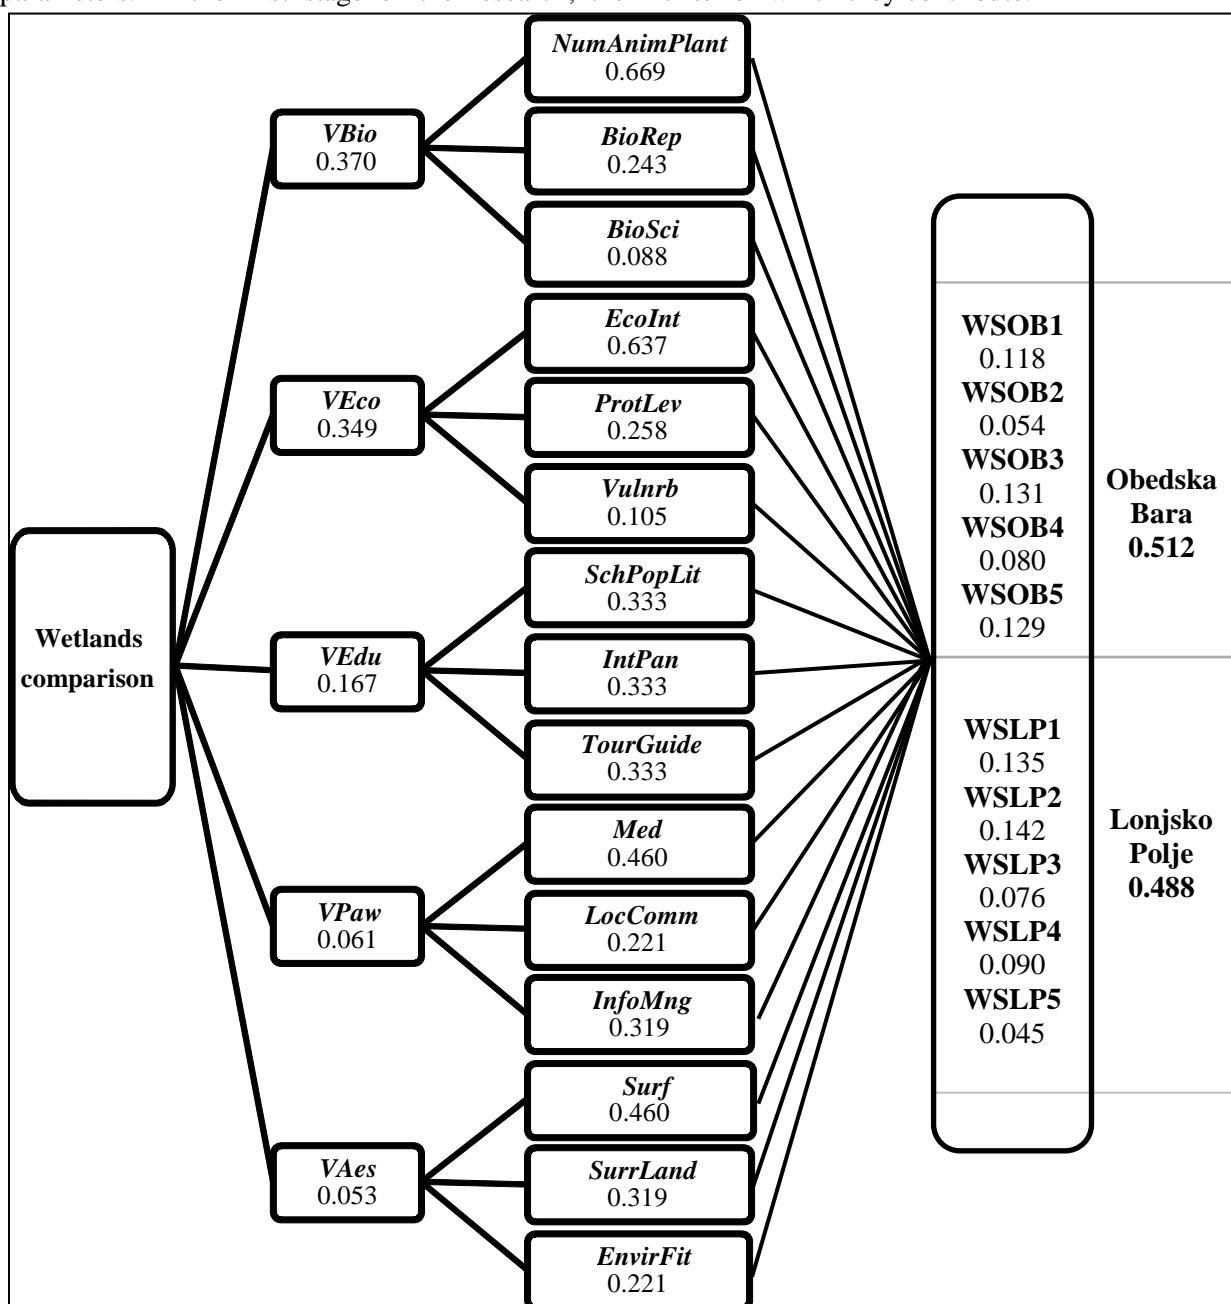 NumAnimPlant
0.669
VBio
0.370
BioRep
0.243
BioSci
0.088
EcoInt
0.637
VEco
0.349
ProtLev
0.258
Vulnrb
0.105
SchPopLit
0.333
VEdu
0.167
IntPan
0.333
TourGuide
0.333
Med
0.460
VPaw
0.061
LocComm
0.221
InfoMng
0.319
Surf
0.460
VAes
0.053
SurrLand
0.319
EnvirFit
0.221
Wetlands
comparison
WSOB1
0.118
WSOB2
0.054
WSOB3
0.131
WSOB4
0.080
WSOB5
0.129
Obedska
Bara
0.512
WSLP1
0.135
WSLP2
0.142
WSLP3
0.076
WSLP4
0.090
WSLP5
0.045
Lonjsko
Polje
0.488